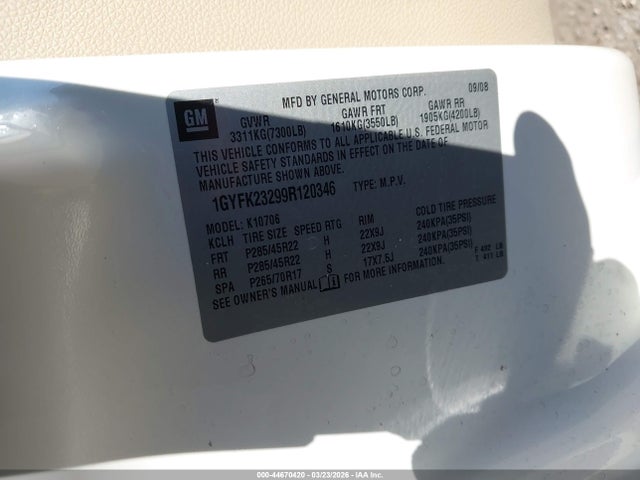 MFD BY GENERAL MOTORS CORP. 09/08
GM GVWR GAWR FRT GAWR RR
3311KG(7300LB) 1610KG(3550LB) 1905KG(4200LB)
THIS VEHICLE CONFORMS TO ALL APPLICABLE U.S. FEDERAL MOTOR
VEHICLE SAFETY STANDARDS IN EFFECT ON THE DATE OF
MANUFACTURE SHOWN ABOVE.
1GYFK23299R120346 TYPE: M.P.V.
MODEL: K10706
KCLH TIRE SIZE SPEED RTG RIM COLD TIRE PRESSURE
FRT P285/45R22 H 22X9J 240KPA(35PSI)
RR P285/45R22 H 22X9J 240KPA(35PSI)
SPA P265/70R17 S 17X7.5J 240KPA(35PSI)
SEE OWNER'S MANUAL FOR MORE INFORMATION. F 482 LB
T 411 LB
000-44670420 | 03/23/2026 - IAA INC.